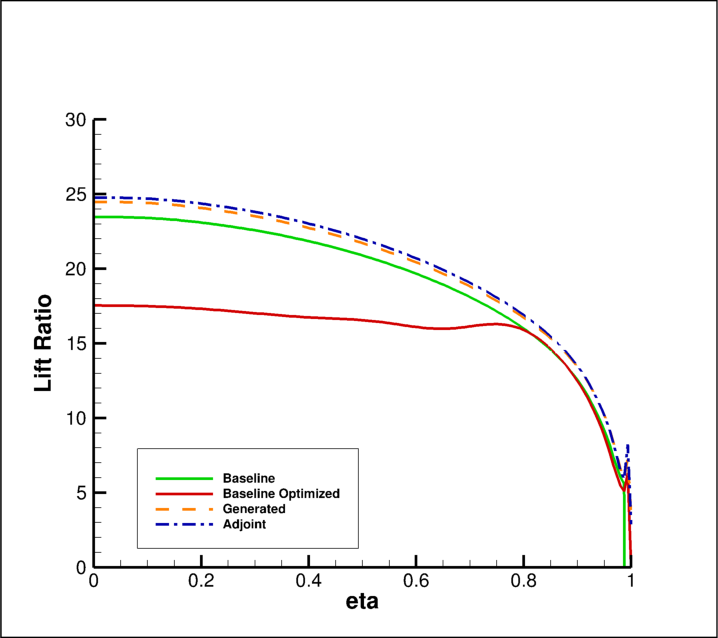 30
25
20
15
10
5
0
Lift Ratio
Baseline
Baseline Optimized
Generated
Adjoint
0 0.2 0.4 0.6 0.8 1
eta